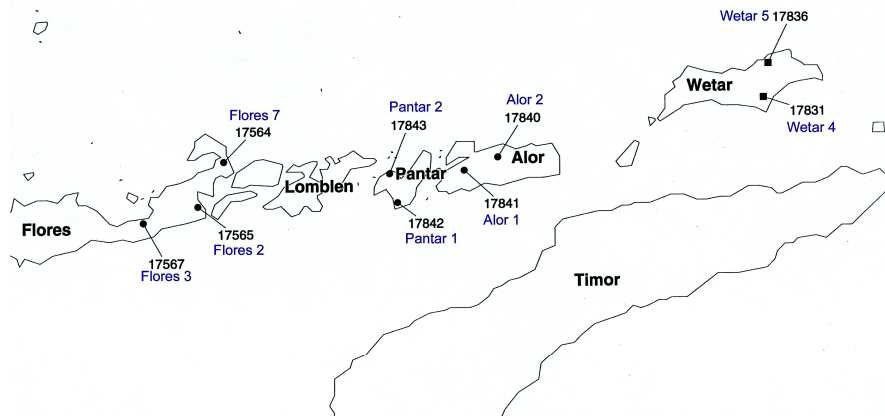 Wetar 5 17836
Wetar
17831
Wetar 4
Flores 7
17564
Pantar 2
17843
Alor 2
17840
Alor
Pantar
Lomblen
17841
Alor 1
17842
Pantar 1
Flores
17565
Flores 2
17567
Flores 3
Timor